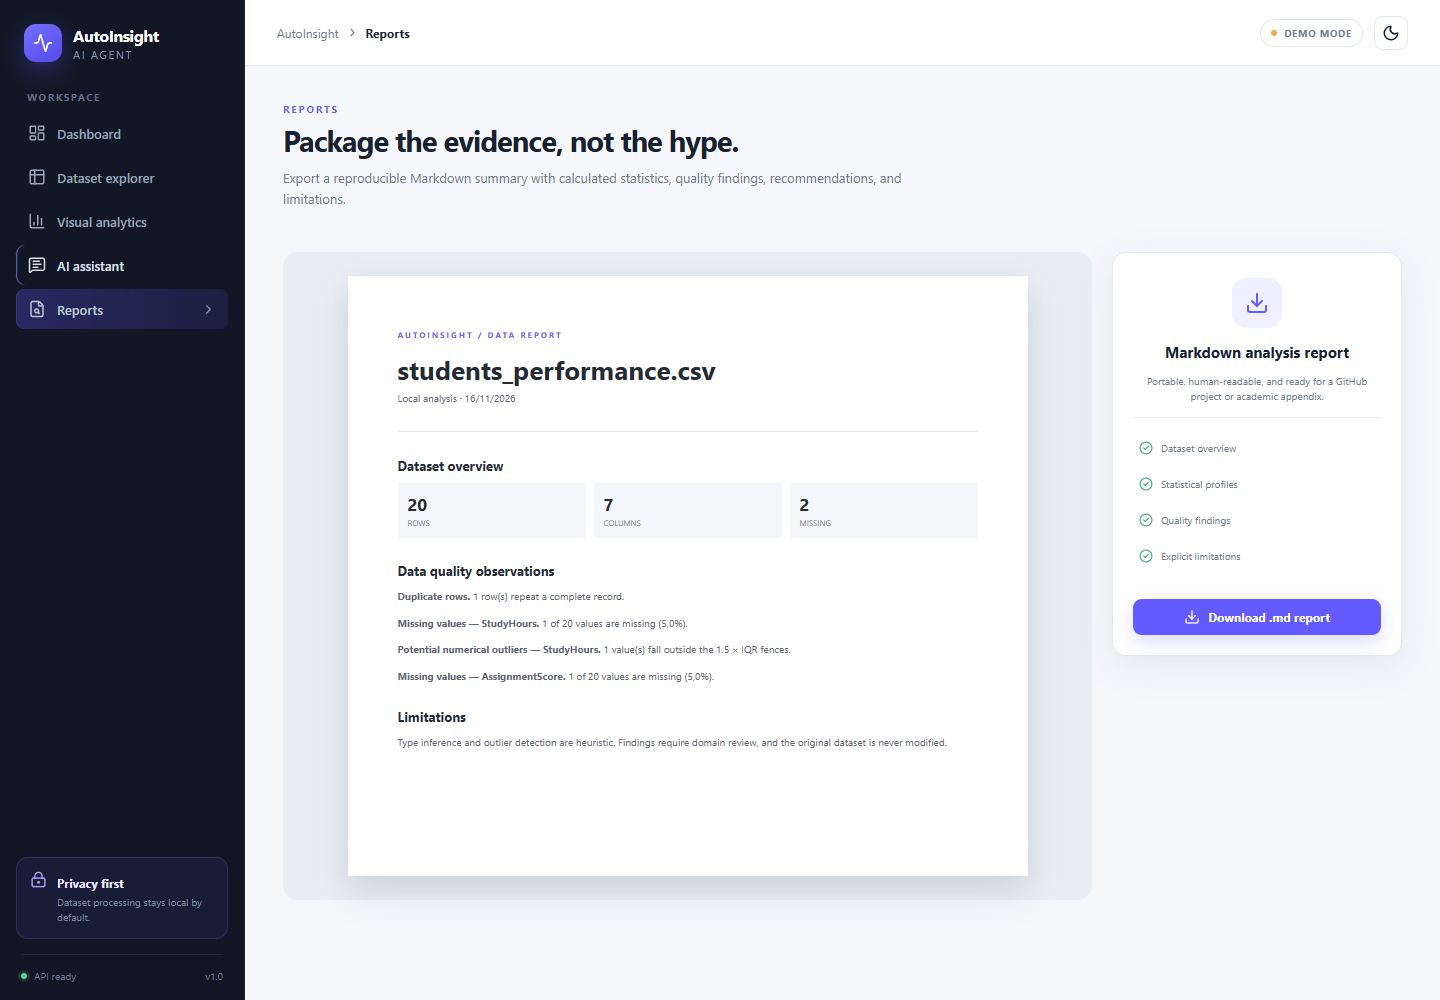 AutoInsight
AI AGENT
WORKSPACE
Dashboard
Dataset explorer
Visual analytics
AI assistant
Reports
Privacy first
Dataset processing stays local by
default.
API ready
v1.0
AutoInsight
Reports
DEMO MODE
REPORTS
Package the evidence, not the hype.
Export a reproducible Markdown summary with calculated statistics, quality findings, recommendations, and
limitations.
AUTOINSIGHT / DATA REPORT
students_performance.csv
Local analysis · 16/11/2026
Dataset overview
20
ROWS
7
COLUMNS
2
MISSING
Data quality observations
Duplicate rows. 1 row(s) repeat a complete record.
Missing values — StudyHours. 1 of 20 values are missing (5,0%).
Potential numerical outliers — StudyHours. 1 value(s) fall outside the 1.5 × IQR fences.
Missing values — AssignmentScore. 1 of 20 values are missing (5,0%).
Limitations
Type inference and outlier detection are heuristic. Findings require domain review, and the original dataset is never modified.
Markdown analysis report
Portable, human-readable, and ready for a GitHub
project or academic appendix.
Dataset overview
Statistical profiles
Quality findings
Explicit limitations
Download .md report